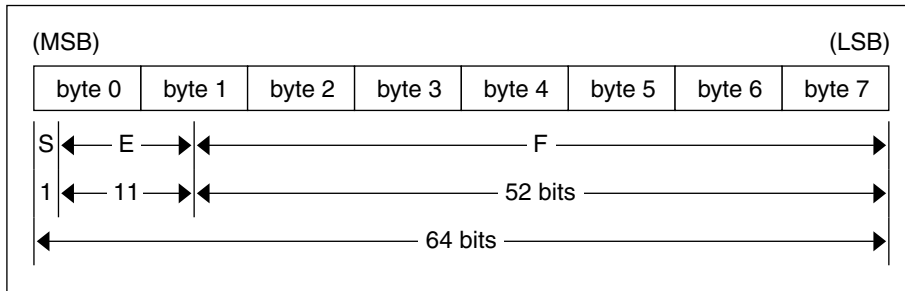 (MSB) (LSB)
byte 0 byte 1 byte 2 byte 3 byte 4 byte 5 byte 6 byte 7
S E F
1 11 52 bits
64 bits